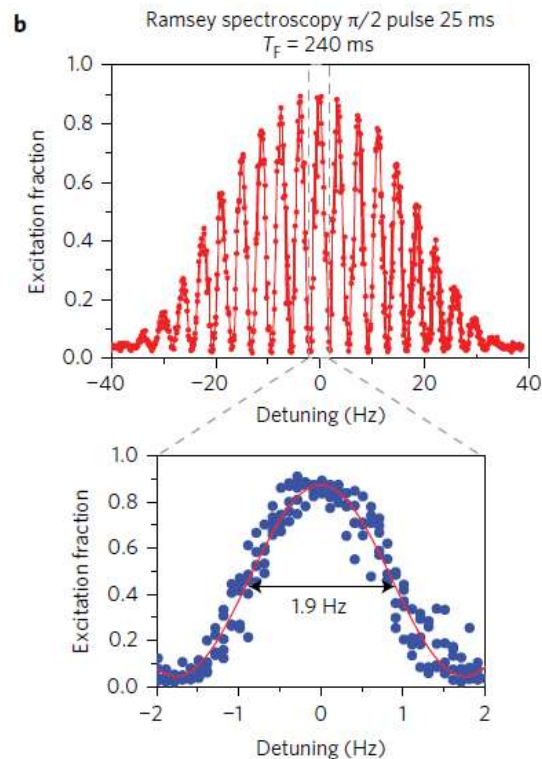 b
Ramsey spectroscopy π/2 pulse 25 ms
T_F = 240 ms
1.0
0.8
0.6
0.4
0.2
0.0
Excitation fraction
−40 −20 0 20 40
Detuning (Hz)
1.0
0.8
0.6
0.4
0.2
0.0
Excitation fraction
1.9 Hz
−2 −1 0 1 2
Detuning (Hz)